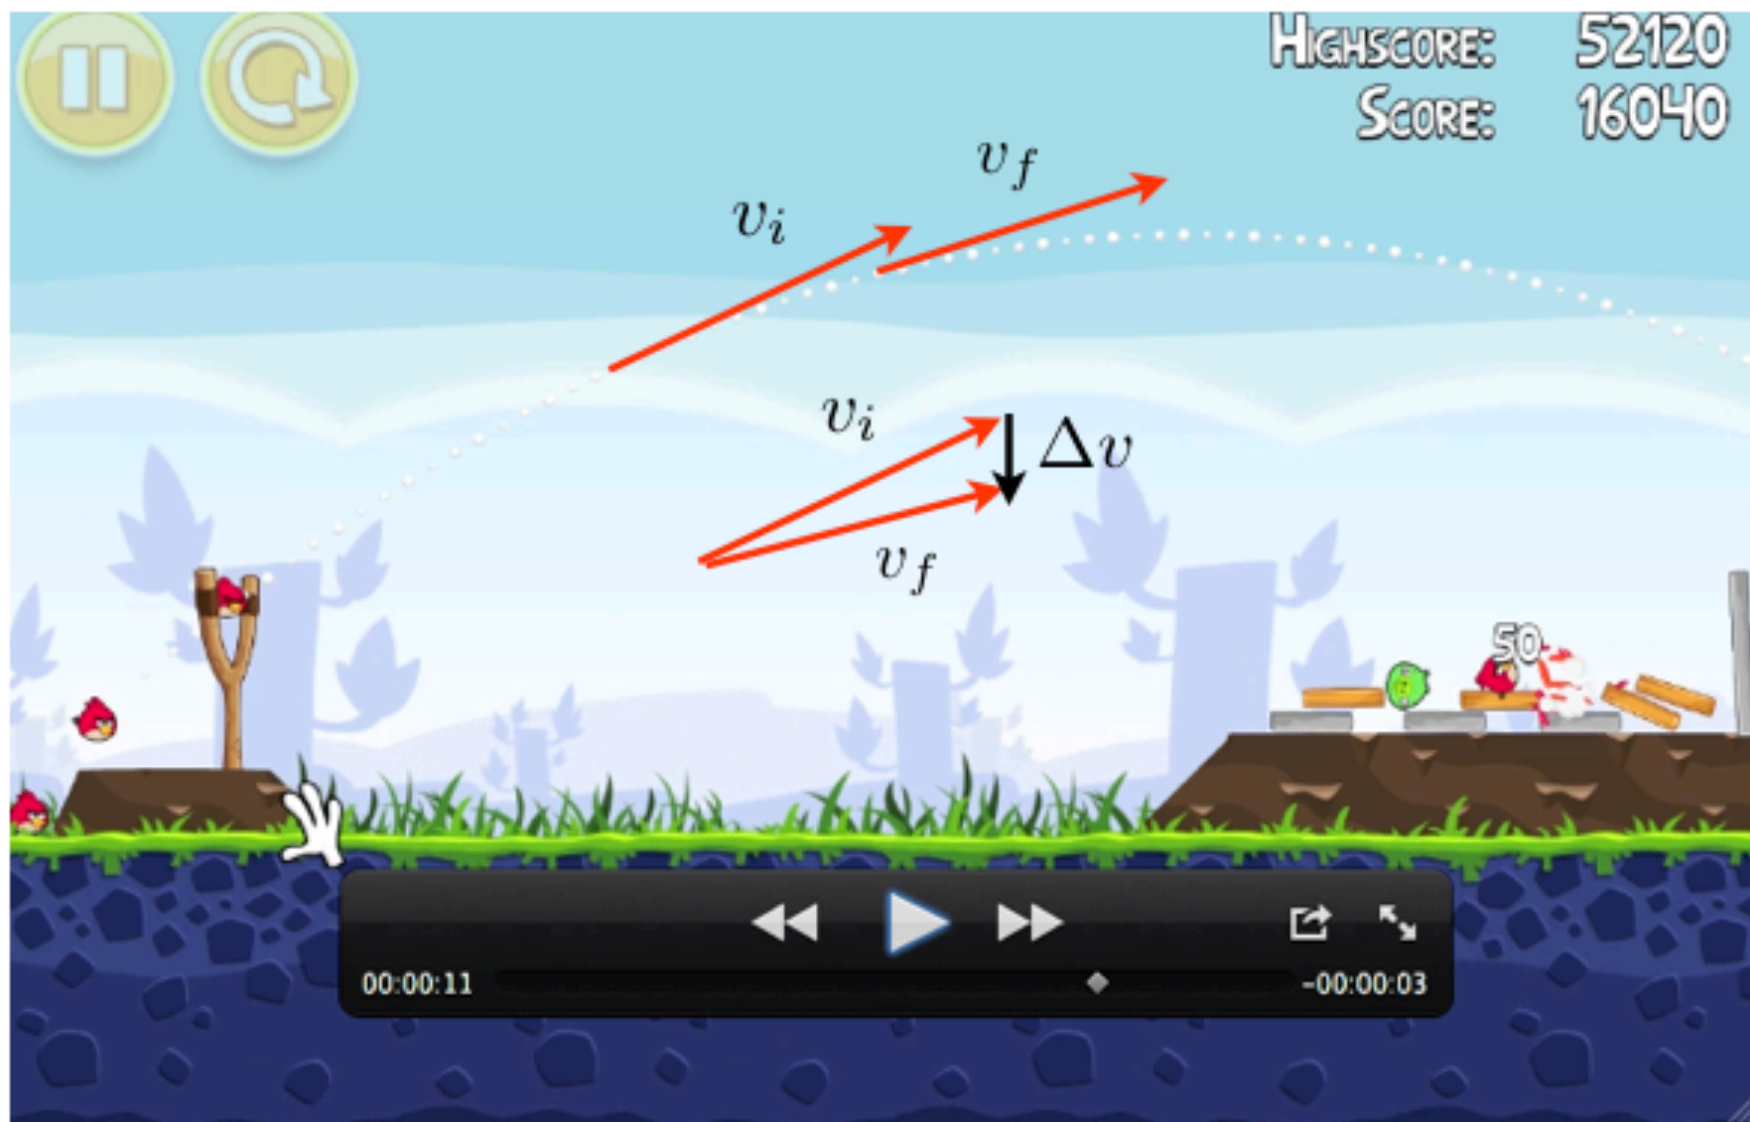 HIGHSCORE: 52120
SCORE: 16040
v_f
v_i
v_i
Δv
v_f
50
00:00:11
-00:00:03